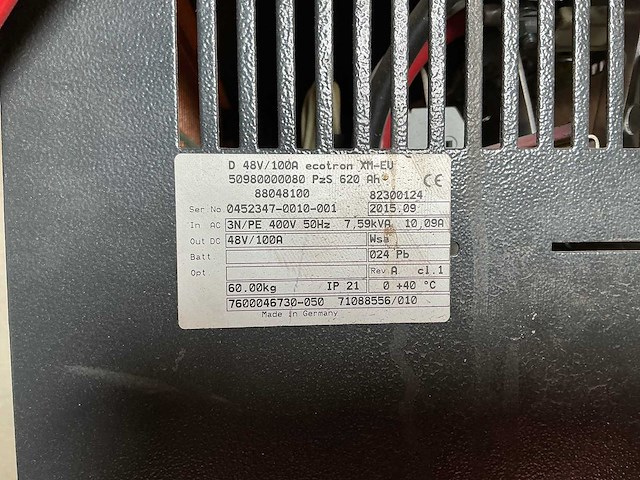 D 48V/100A ecotron XM-EU
50980000080 PzS 620 Ah
CE
88048100 82300124
Ser No 0452347-0010-001 2015.09
In AC 3N/PE 400V 50Hz 7,59kVA 10,09A
Out DC 48V/100A Wsa
Batt 024 Pb
Opt Rev A cl.1
60.00kg IP 21 0 +40 °C
7600046730-050 71088556/010
Made in Germany